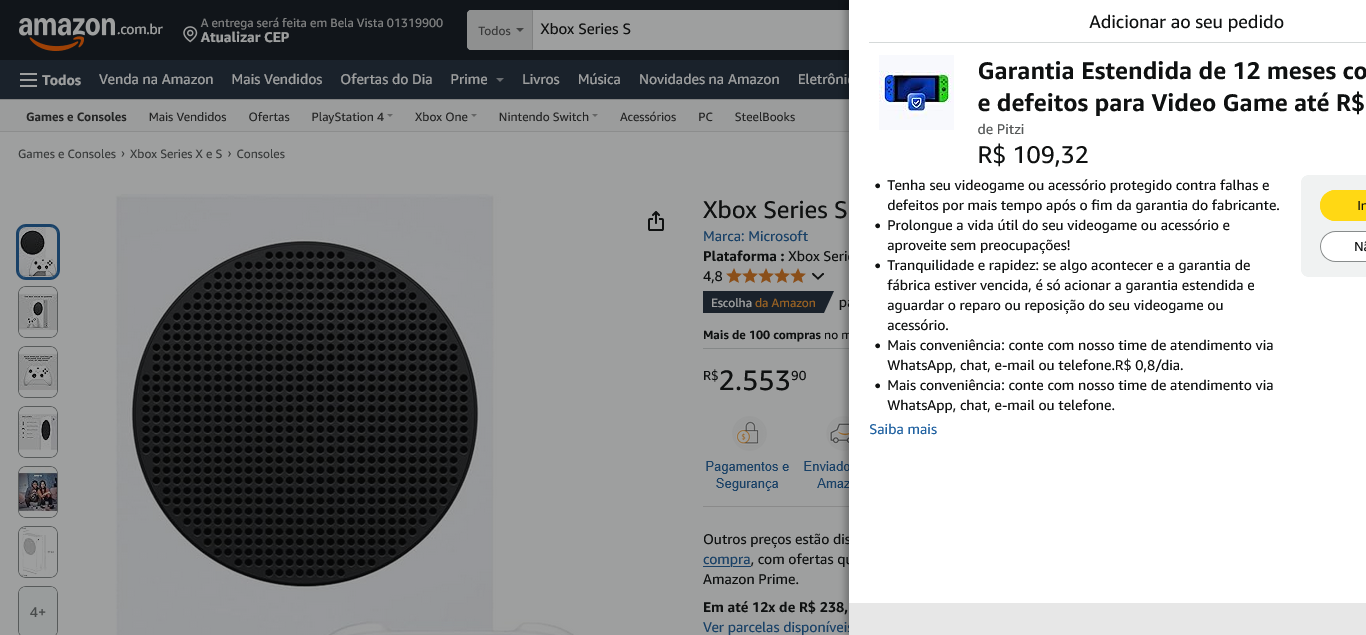 amazon.com.br
A entrega será feita em Bela Vista 01319900
Atualizar CEP
Todos
Xbox Series S
Todos
Venda na Amazon
Mais Vendidos
Ofertas do Dia
Prime
Livros
Música
Novidades na Amazon
Eletrôni
Games e Consoles
Mais Vendidos
Ofertas
PlayStation 4
Xbox One
Nintendo Switch
Acessórios
PC
SteelBooks
Games e Consoles › Xbox Series X e S › Consoles
4+
Xbox Series S
Marca: Microsoft
Plataforma : Xbox Seri
4,8
Escolha da Amazon
pa
Mais de 100 compras no m
R$2.55390
Pagamentos e
Segurança
Enviado
Amaz
Outros preços estão dis
compra, com ofertas qu
Amazon Prime.
Em até 12x de R$ 238,
Ver parcelas disponíveis
Adicionar ao seu pedido
Garantia Estendida de 12 meses co
e defeitos para Video Game até R$
de Pitzi
R$ 109,32
• Tenha seu videogame ou acessório protegido contra falhas e
defeitos por mais tempo após o fim da garantia do fabricante.
• Prolongue a vida útil do seu videogame ou acessório e
aproveite sem preocupações!
• Tranquilidade e rapidez: se algo acontecer e a garantia de
fábrica estiver vencida, é só acionar a garantia estendida e
aguardar o reparo ou reposição do seu videogame ou
acessório.
• Mais conveniência: conte com nosso time de atendimento via
WhatsApp, chat, e-mail ou telefone.R$ 0,8/dia.
• Mais conveniência: conte com nosso time de atendimento via
WhatsApp, chat, e-mail ou telefone.
Saiba mais
In
Nã